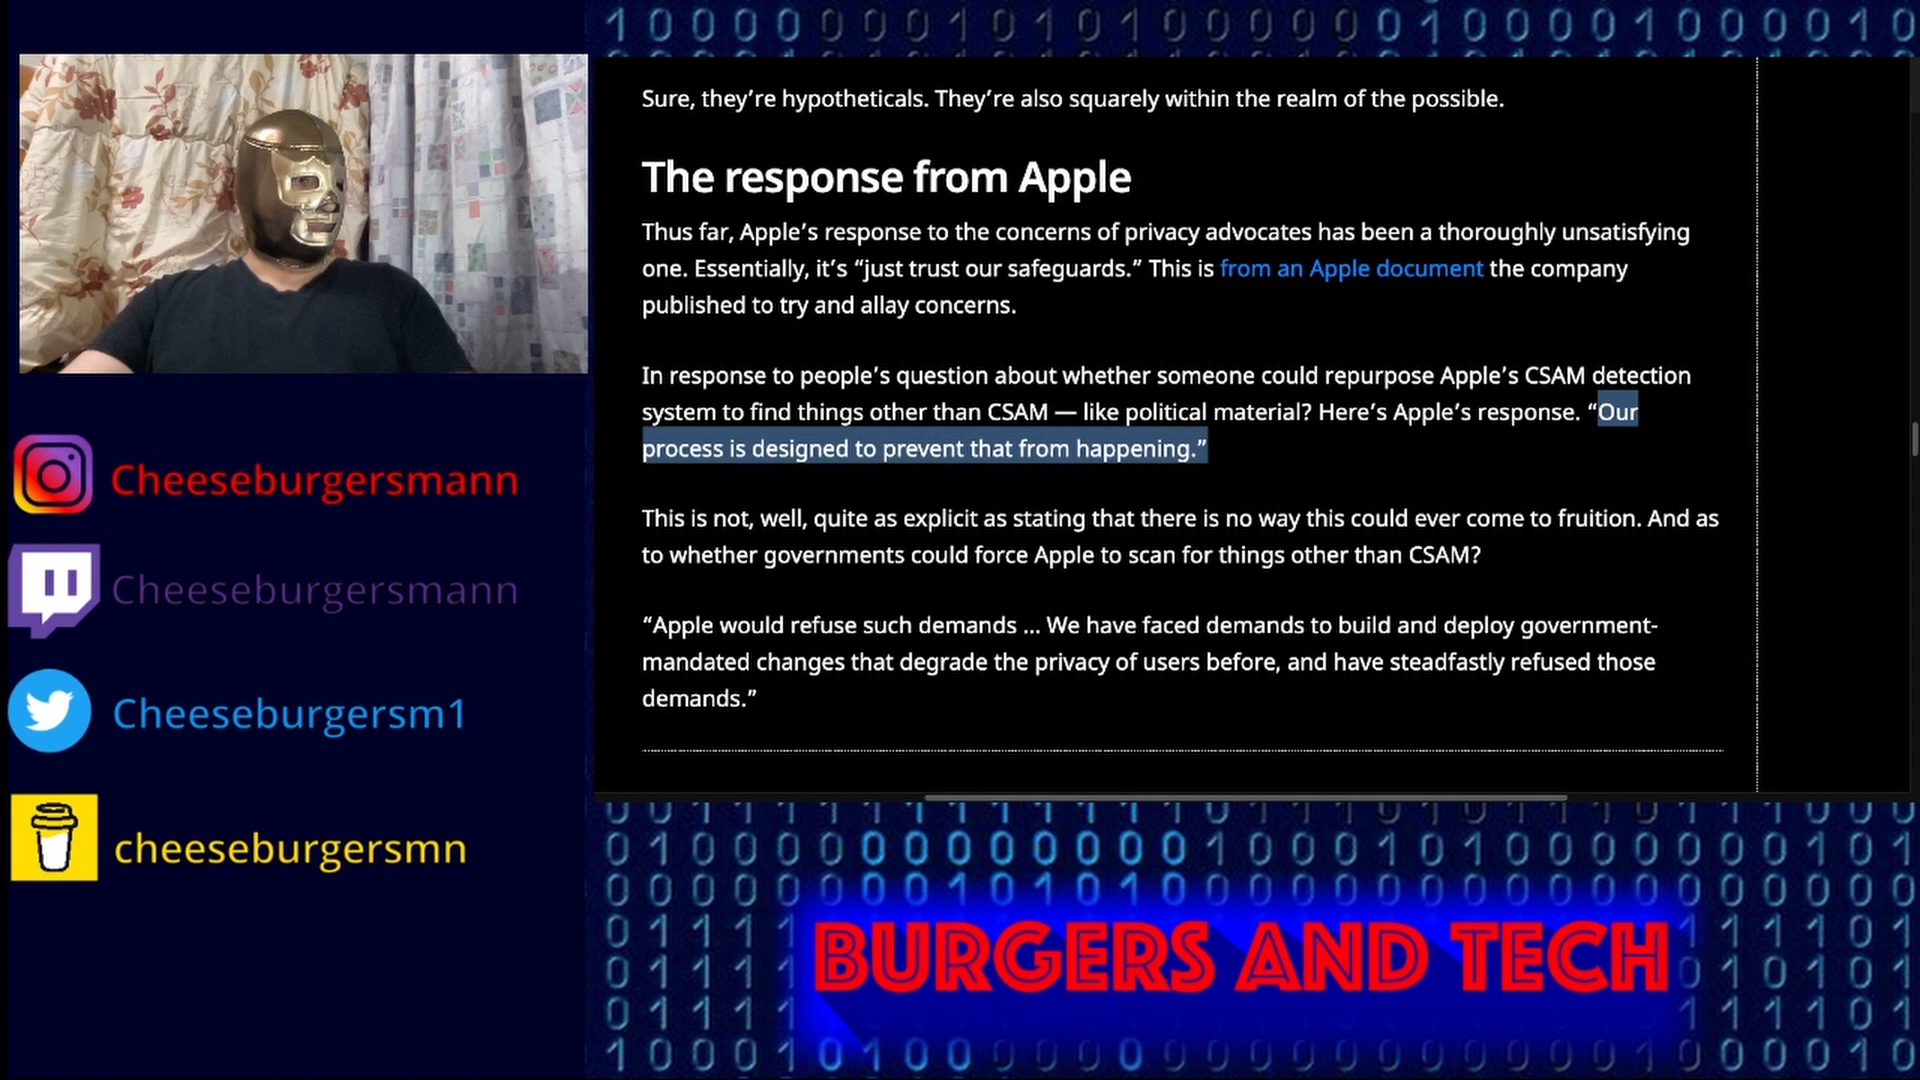 Sure, they’re hypotheticals. They’re also squarely within the realm of the possible.
The response from Apple
Thus far, Apple’s response to the concerns of privacy advocates has been a thoroughly unsatisfying
one. Essentially, it’s “just trust our safeguards.” This is from an Apple document the company
published to try and allay concerns.
In response to people’s question about whether someone could repurpose Apple’s CSAM detection
system to find things other than CSAM — like political material? Here’s Apple’s response. “Our
process is designed to prevent that from happening.”
This is not, well, quite as explicit as stating that there is no way this could ever come to fruition. And as
to whether governments could force Apple to scan for things other than CSAM?
“Apple would refuse such demands ... We have faced demands to build and deploy government-
mandated changes that degrade the privacy of users before, and have steadfastly refused those
demands.”
Cheeseburgersmann
Cheeseburgersmann
Cheeseburgersm1
cheeseburgersmn
BURGERS AND TECH